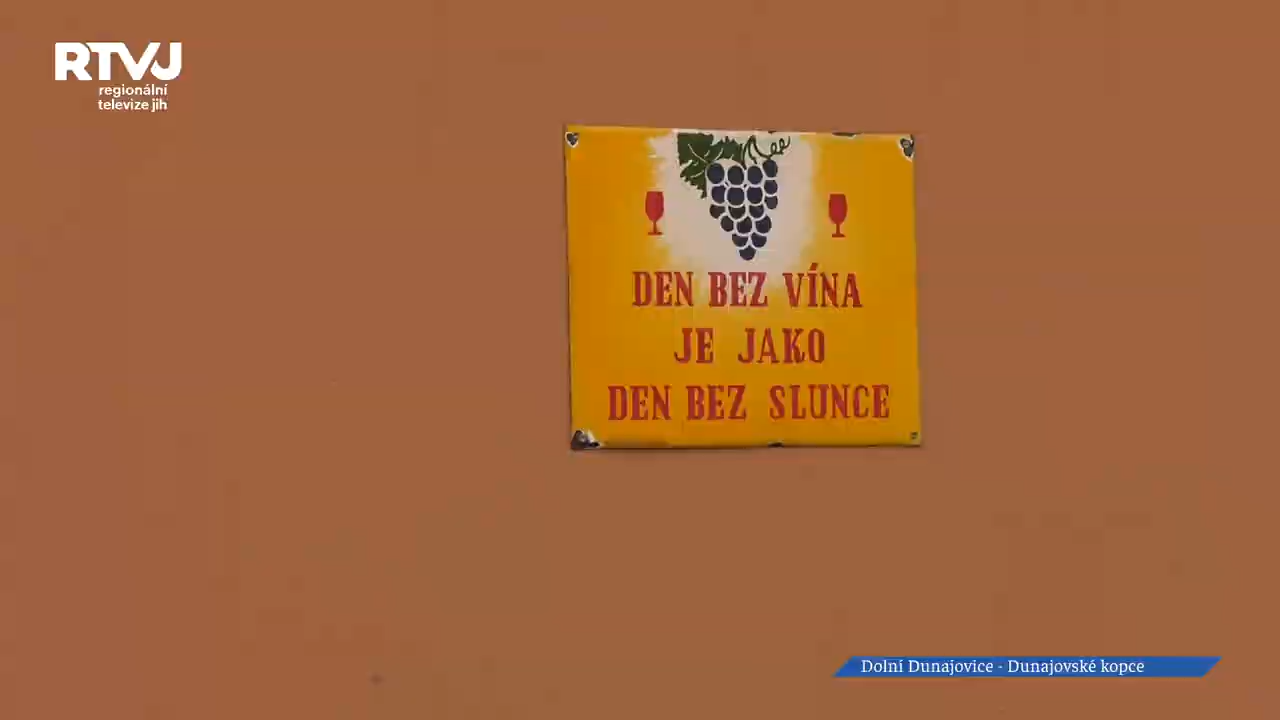 RTVJ
regionální
televize jih
DEN BEZ VÍNA
JE JAKO
DEN BEZ SLUNCE
Dolní Dunajovice - Dunajovské kopce